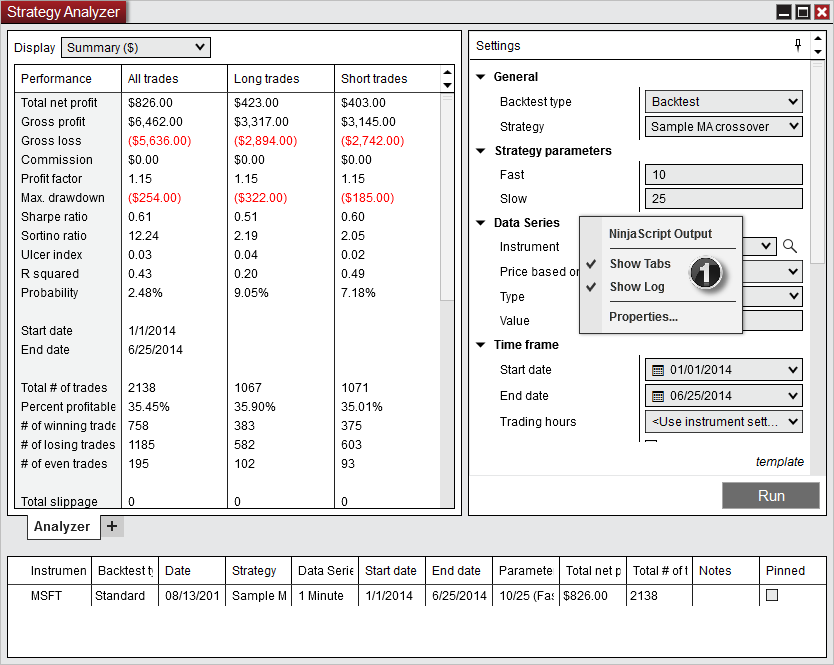 Strategy Analyzer
Display Summary ($)
Performance All trades Long trades Short trades
Total net profit $826.00 $423.00 $403.00
Gross profit $6,462.00 $3,317.00 $3,145.00
Gross loss ($5,636.00) ($2,894.00) ($2,742.00)
Commission $0.00 $0.00 $0.00
Profit factor 1.15 1.15 1.15
Max. drawdown ($254.00) ($322.00) ($185.00)
Sharpe ratio 0.61 0.51 0.60
Sortino ratio 12.24 2.19 2.05
Ulcer index 0.03 0.04 0.02
R squared 0.43 0.20 0.49
Probability 2.48% 9.05% 7.18%
Start date 1/1/2014
End date 6/25/2014
Total # of trades 2138 1067 1071
Percent profitable 35.45% 35.90% 35.01%
# of winning trade 758 383 375
# of losing trades 1185 582 603
# of even trades 195 102 93
Total slippage 0 0 0
Analyzer +
Settings
General
Backtest type Backtest
Strategy Sample MA crossover
Strategy parameters
Fast 10
Slow 25
Data Series
Instrument
Price based on
Type
Value
NinjaScript Output
Show Tabs
Show Log
Properties...
1
Time frame
Start date 01/01/2014
End date 06/25/2014
Trading hours <Use instrument sett...
template
Run
Instrumen Backtest ty Date Strategy Data Serie Start date End date Paramete Total net p Total # of t Notes Pinned
MSFT Standard 08/13/201 Sample M 1 Minute 1/1/2014 6/25/2014 10/25 (Fas $826.00 2138